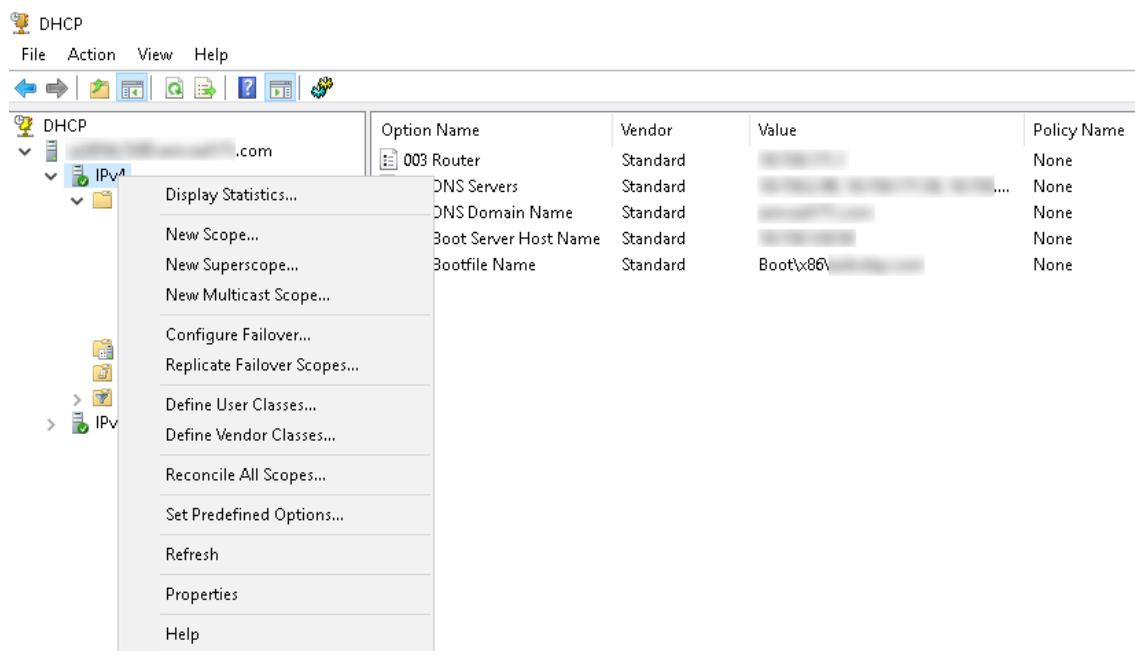 DHCP
File Action View Help
DHCP
.com
IPv4
IPv
Option Name Vendor Value Policy Name
003 Router Standard None
DNS Servers Standard .... None
DNS Domain Name Standard None
Boot Server Host Name Standard None
Bootfile Name Standard Boot\x86\ None
Display Statistics...
New Scope...
New Superscope...
New Multicast Scope...
Configure Failover...
Replicate Failover Scopes...
Define User Classes...
Define Vendor Classes...
Reconcile All Scopes...
Set Predefined Options...
Refresh
Properties
Help